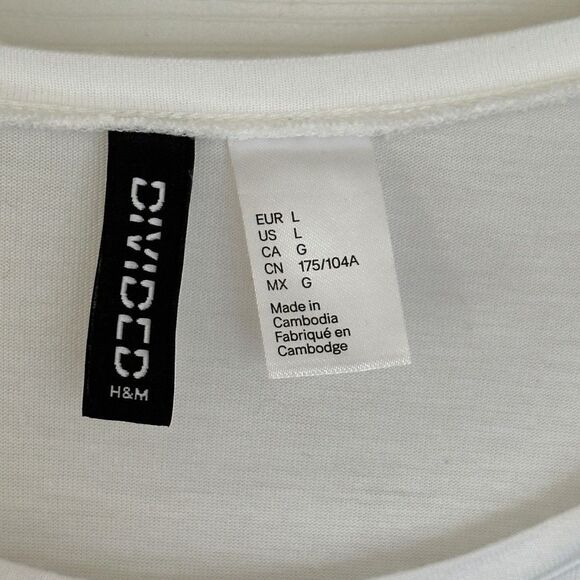 DIVIDED
H&M
EUR L
US L
CA G
CN 175/104A
MX G
Made in
Cambodia
Fabriqué en
Cambodge